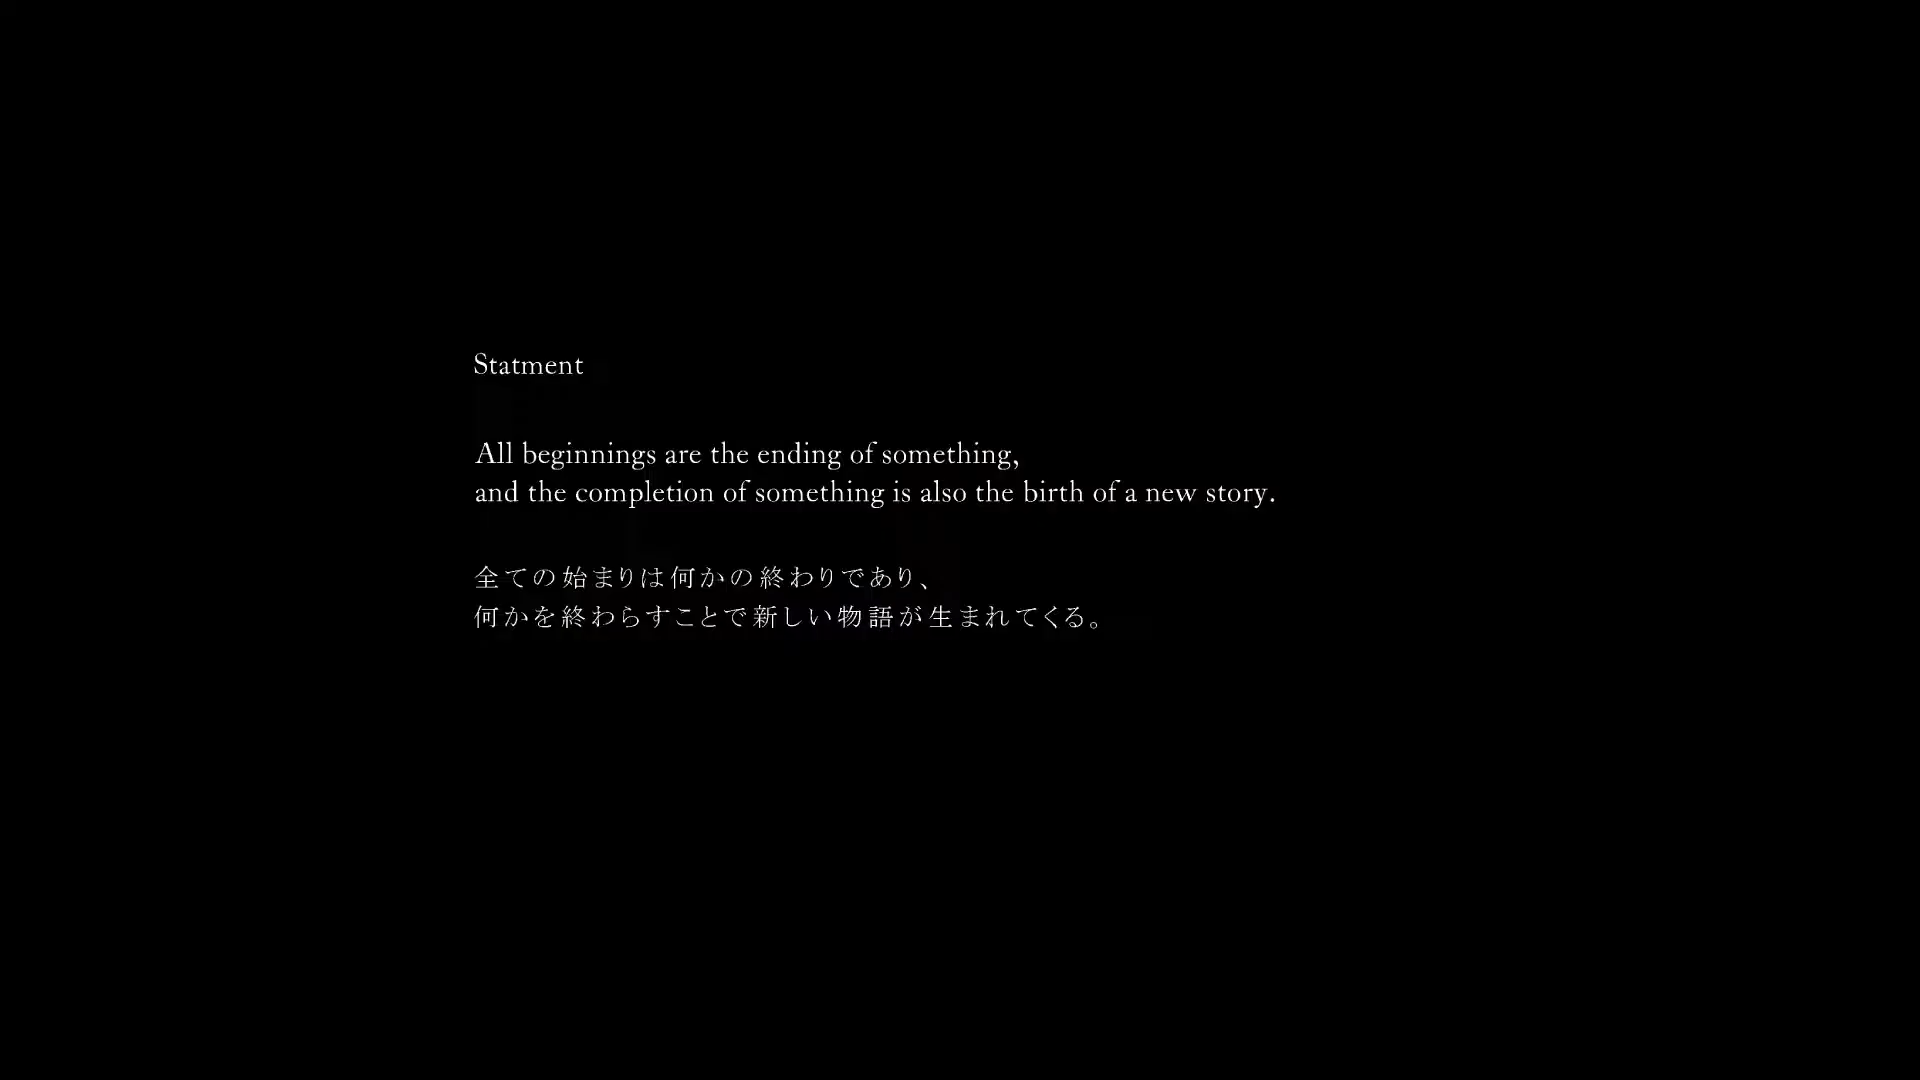 Statment
All beginnings are the ending of something,
and the completion of something is also the birth of a new story.
全ての始まりは何かの終わりであり、
何かを終わらすことで新しい物語が生まれてくる。